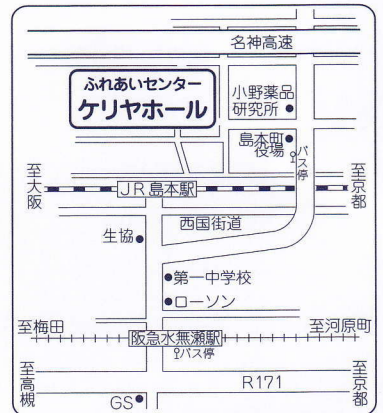 名神高速
ふれあいセンター
ケリヤホール
小野薬品
研究所
島本町
役場
バス停
至大阪
JR島本駅
至京都
西国街道
生協
第一中学校
ローソン
至梅田
至河原町
阪急水無瀬駅
バス停
至高槻
R171
至京都
GS